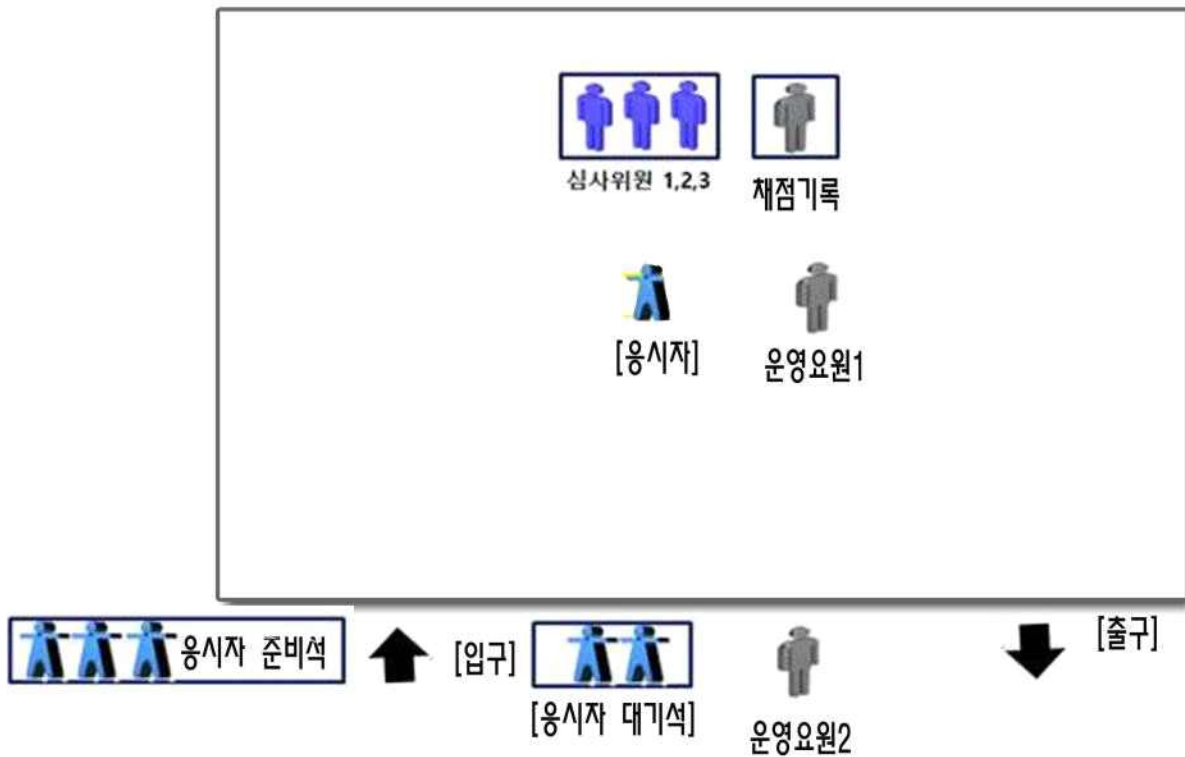 심사위원 1,2,3
채점기록
[응시자]
운영요원1
응시자 준비석
[입구]
[응시자 대기석]
운영요원2
[출구]